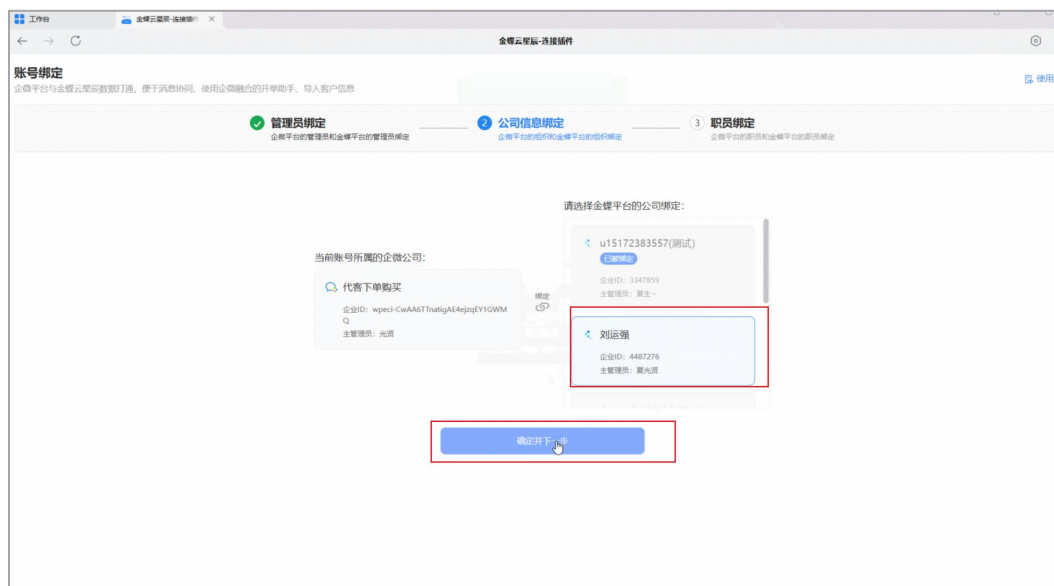 工作台
金蝶云星辰-连接插件
金蝶云星辰-连接插件
账号绑定
企微平台与金蝶云星辰数据打通，便于消息协同、使用企微融合的开单助手、导入客户信息
使用
管理员绑定
企微平台的管理员和金蝶平台的管理员绑定
2 公司信息绑定
企微平台的组织和金蝶平台的组织绑定
3 职员绑定
企微平台的职员和金蝶平台的职员绑定
请选择金蝶平台的公司绑定：
u15172383557(测试)
已被绑定
企业ID：3347859
主管理员：夏生~
当前账号所属的企微公司：
代客下单购买
企业ID：wpeci-CwAA6TTnatigAE4ejzqEY1GWM
Q
主管理员：光贤
绑定
刘运强
企业ID：4487276
主管理员：夏光贤
确定并下一步